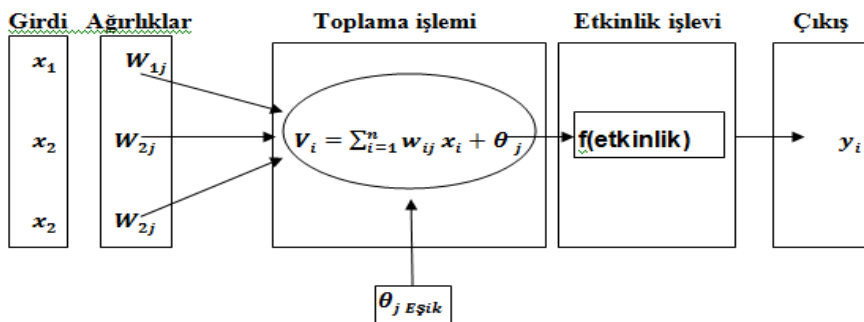 Girdi Ağırlıklar Toplama işlemi Etkinlik işlevi Çıkış
x₁ W₁ⱼ
x₂ W₂ⱼ Vᵢ = ∑ⁿᵢ₌₁ wᵢⱼ xᵢ + θⱼ f(etkinlik) yᵢ
x₂ W₂ⱼ
θⱼ Eşik